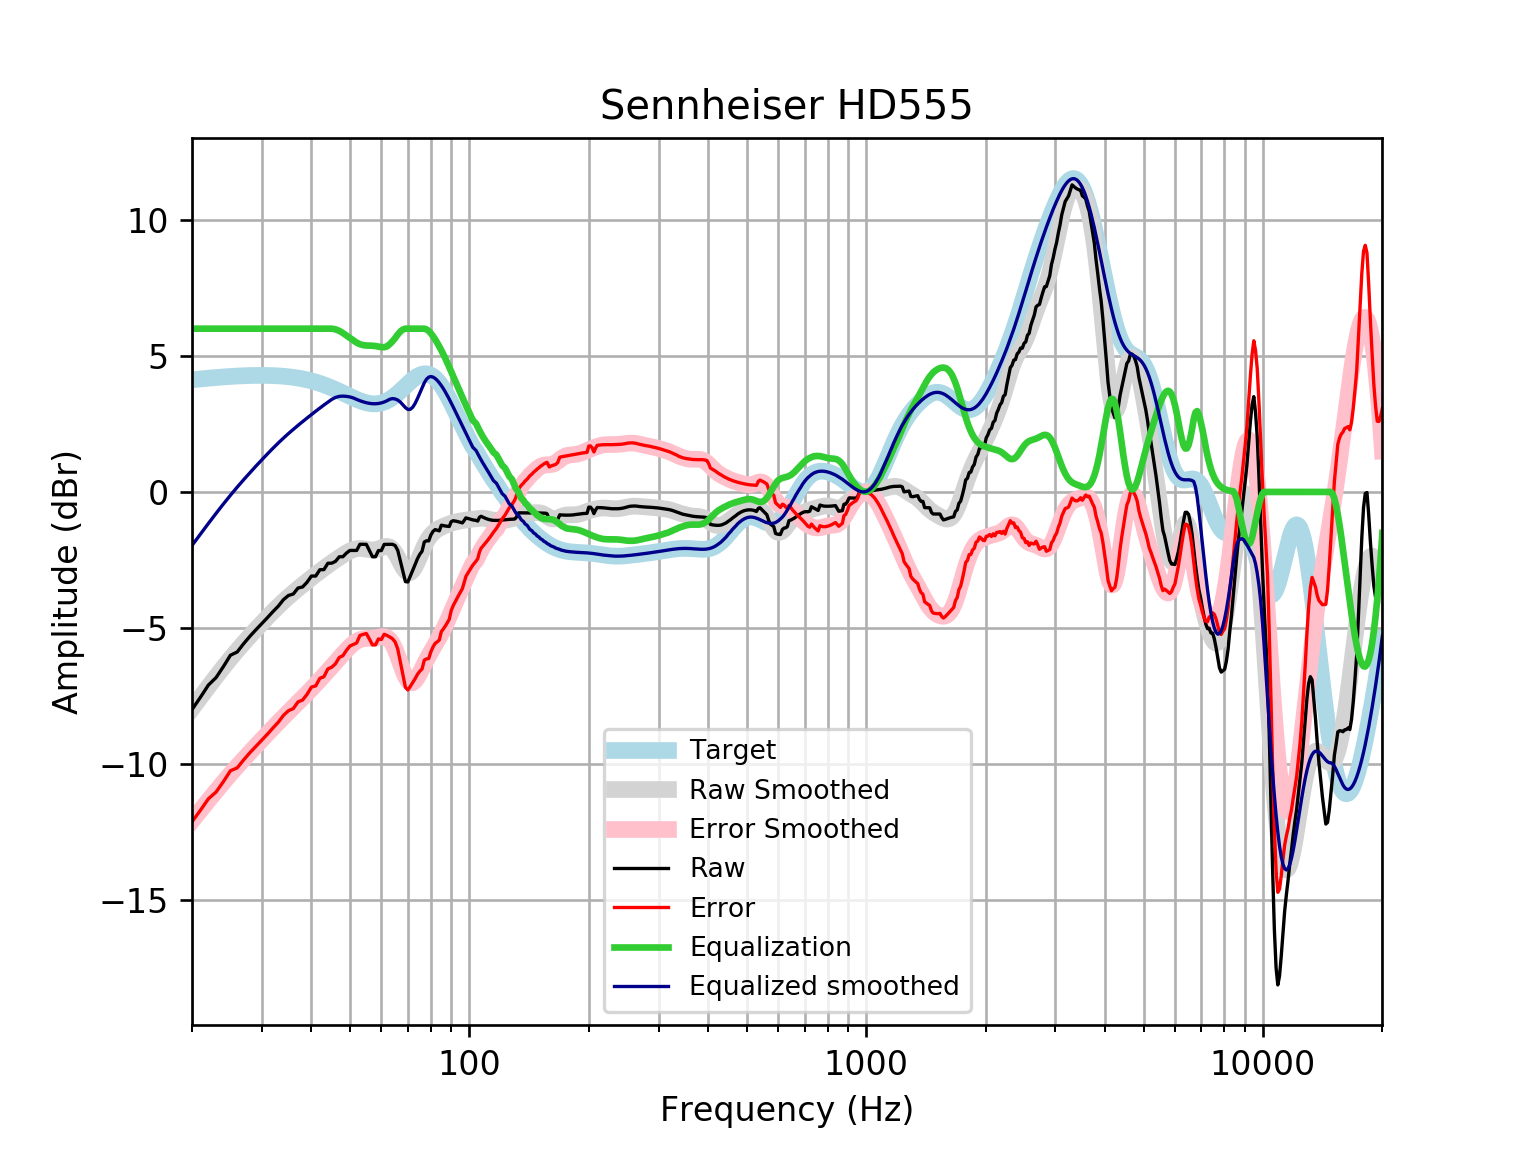 Sennheiser HD555
Amplitude (dBr)
10
5
0
−5
−10
−15
Target
Raw Smoothed
Error Smoothed
Raw
Error
Equalization
Equalized smoothed
100 1000 10000
Frequency (Hz)